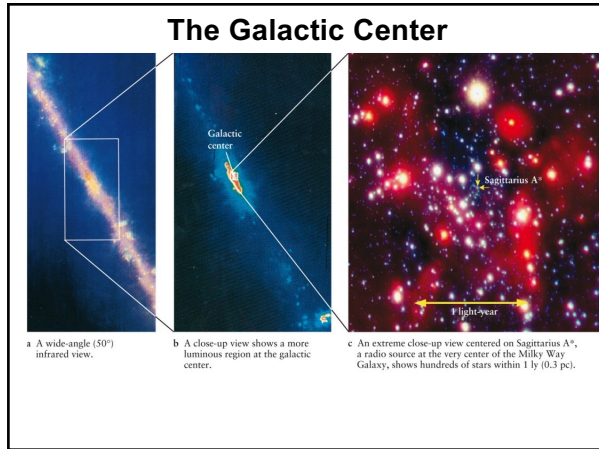 The Galactic Center
Galactic
center
Sagittarius A*
1 light-year
a A wide-angle (50°)
infrared view.
b A close-up view shows a more
luminous region at the galactic
center.
c An extreme close-up view centered on Sagittarius A*,
a radio source at the very center of the Milky Way
Galaxy, shows hundreds of stars within 1 ly (0.3 pc).